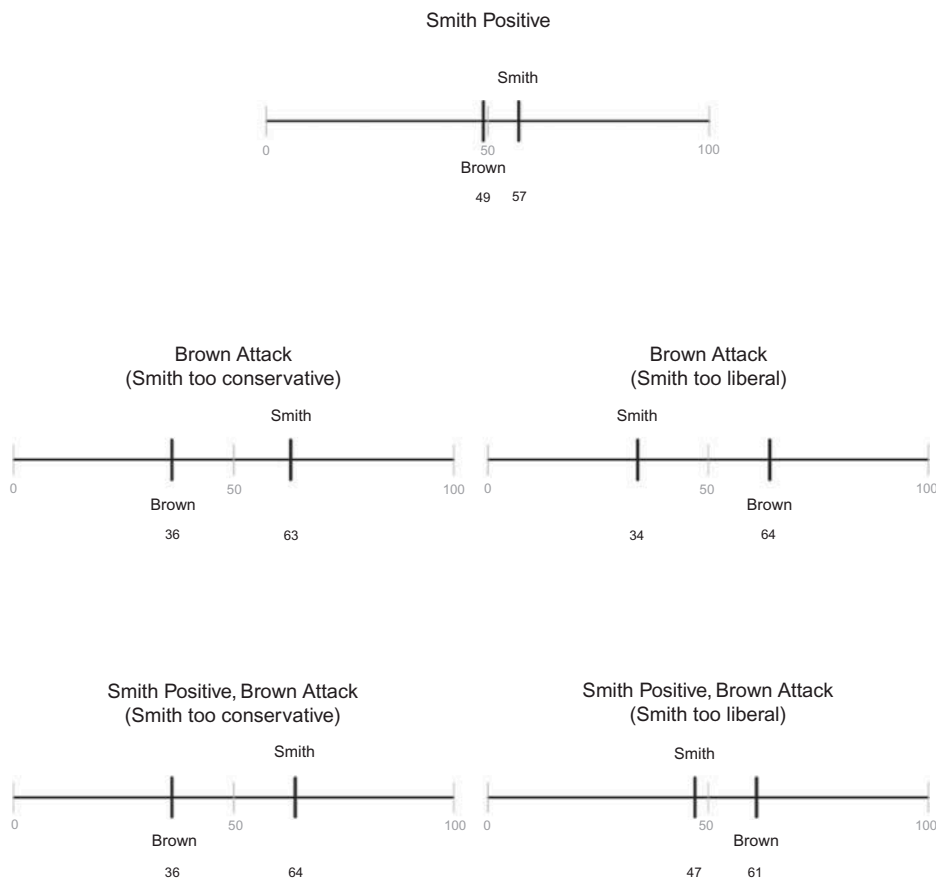 Smith Positive
Smith
0 50 100
Brown
49 57
Brown Attack
(Smith too conservative)
Smith
0 50 100
Brown
36 63
Brown Attack
(Smith too liberal)
Smith
0 50 100
Brown
34 64
Smith Positive, Brown Attack
(Smith too conservative)
Smith
0 50 100
Brown
36 64
Smith Positive, Brown Attack
(Smith too liberal)
Smith
0 50 100
Brown
47 61